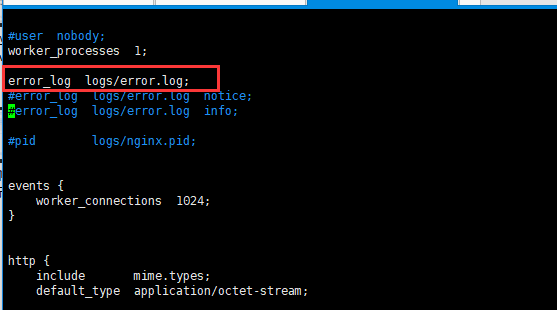 #user  nobody;
worker_processes  1;
error_log  logs/error.log;
#error_log  logs/error.log  notice;
#error_log  logs/error.log  info;
#pid        logs/nginx.pid;
events {
    worker_connections  1024;
}
http {
    include       mime.types;
    default_type  application/octet-stream;